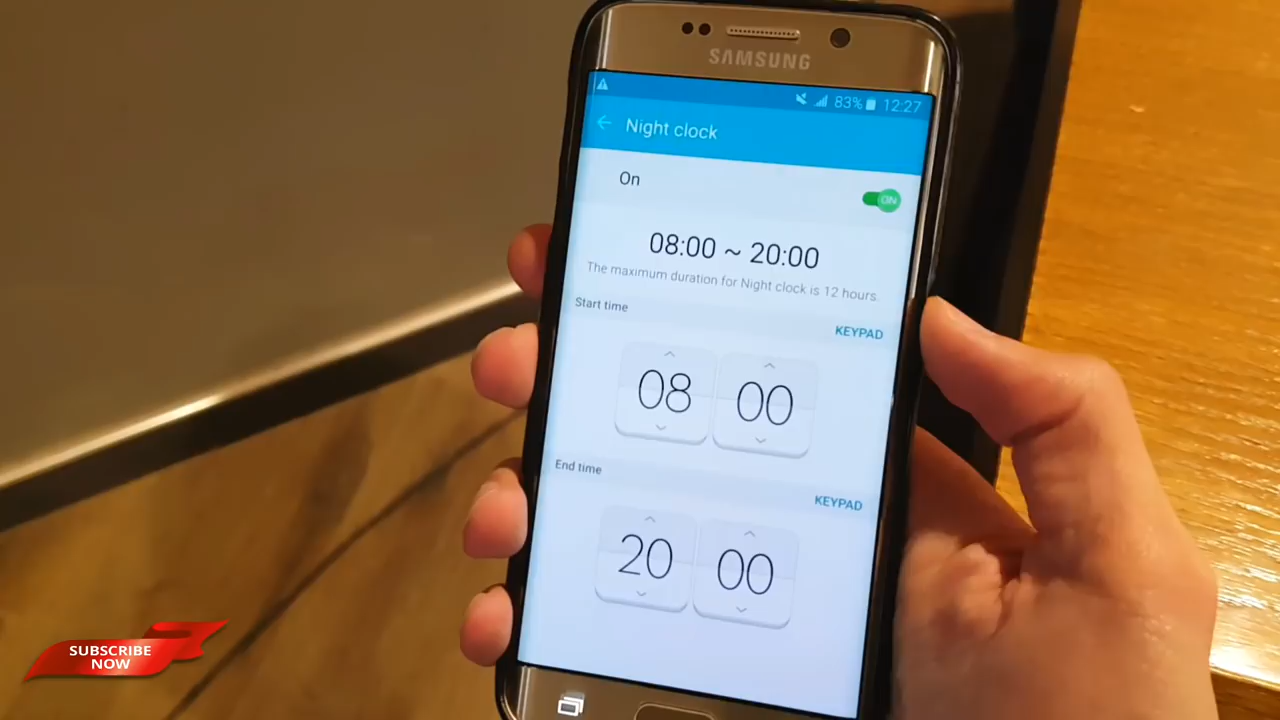 SAMSUNG
83% 12:27
Night clock
On
ON
08:00 ~ 20:00
The maximum duration for Night clock is 12 hours.
Start time
KEYPAD
08 00
End time
KEYPAD
20 00
SUBSCRIBE
NOW